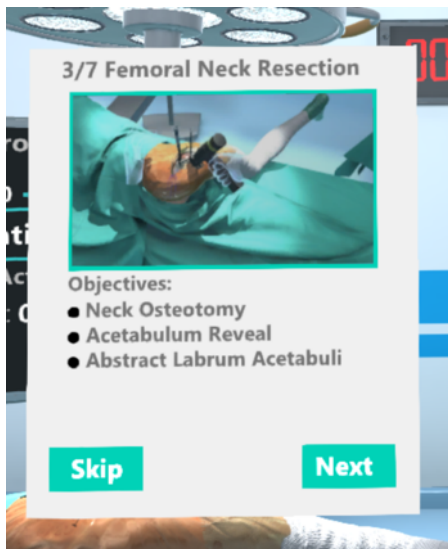 3/7 Femoral Neck Resection
Objectives:
Neck Osteotomy
Acetabulum Reveal
Abstract Labrum Acetabuli
Skip
Next